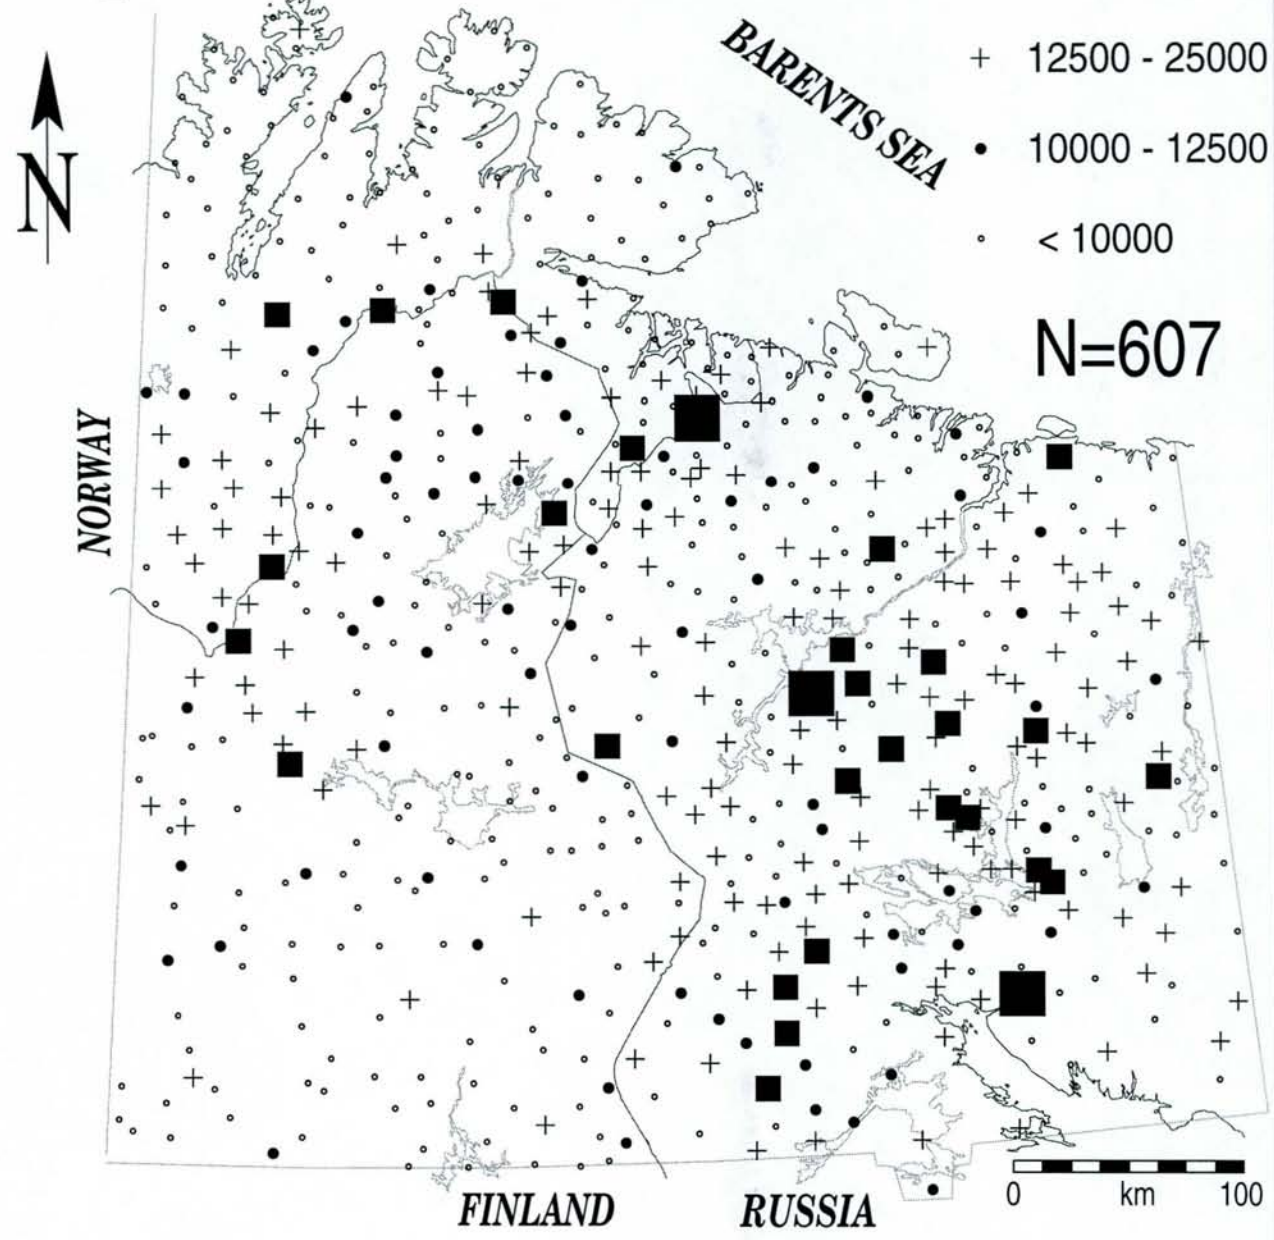 BARENTS SEA
12500 - 25000
10000 - 12500
< 10000
N
N=607
NORWAY
0 km 100
FINLAND
RUSSIA